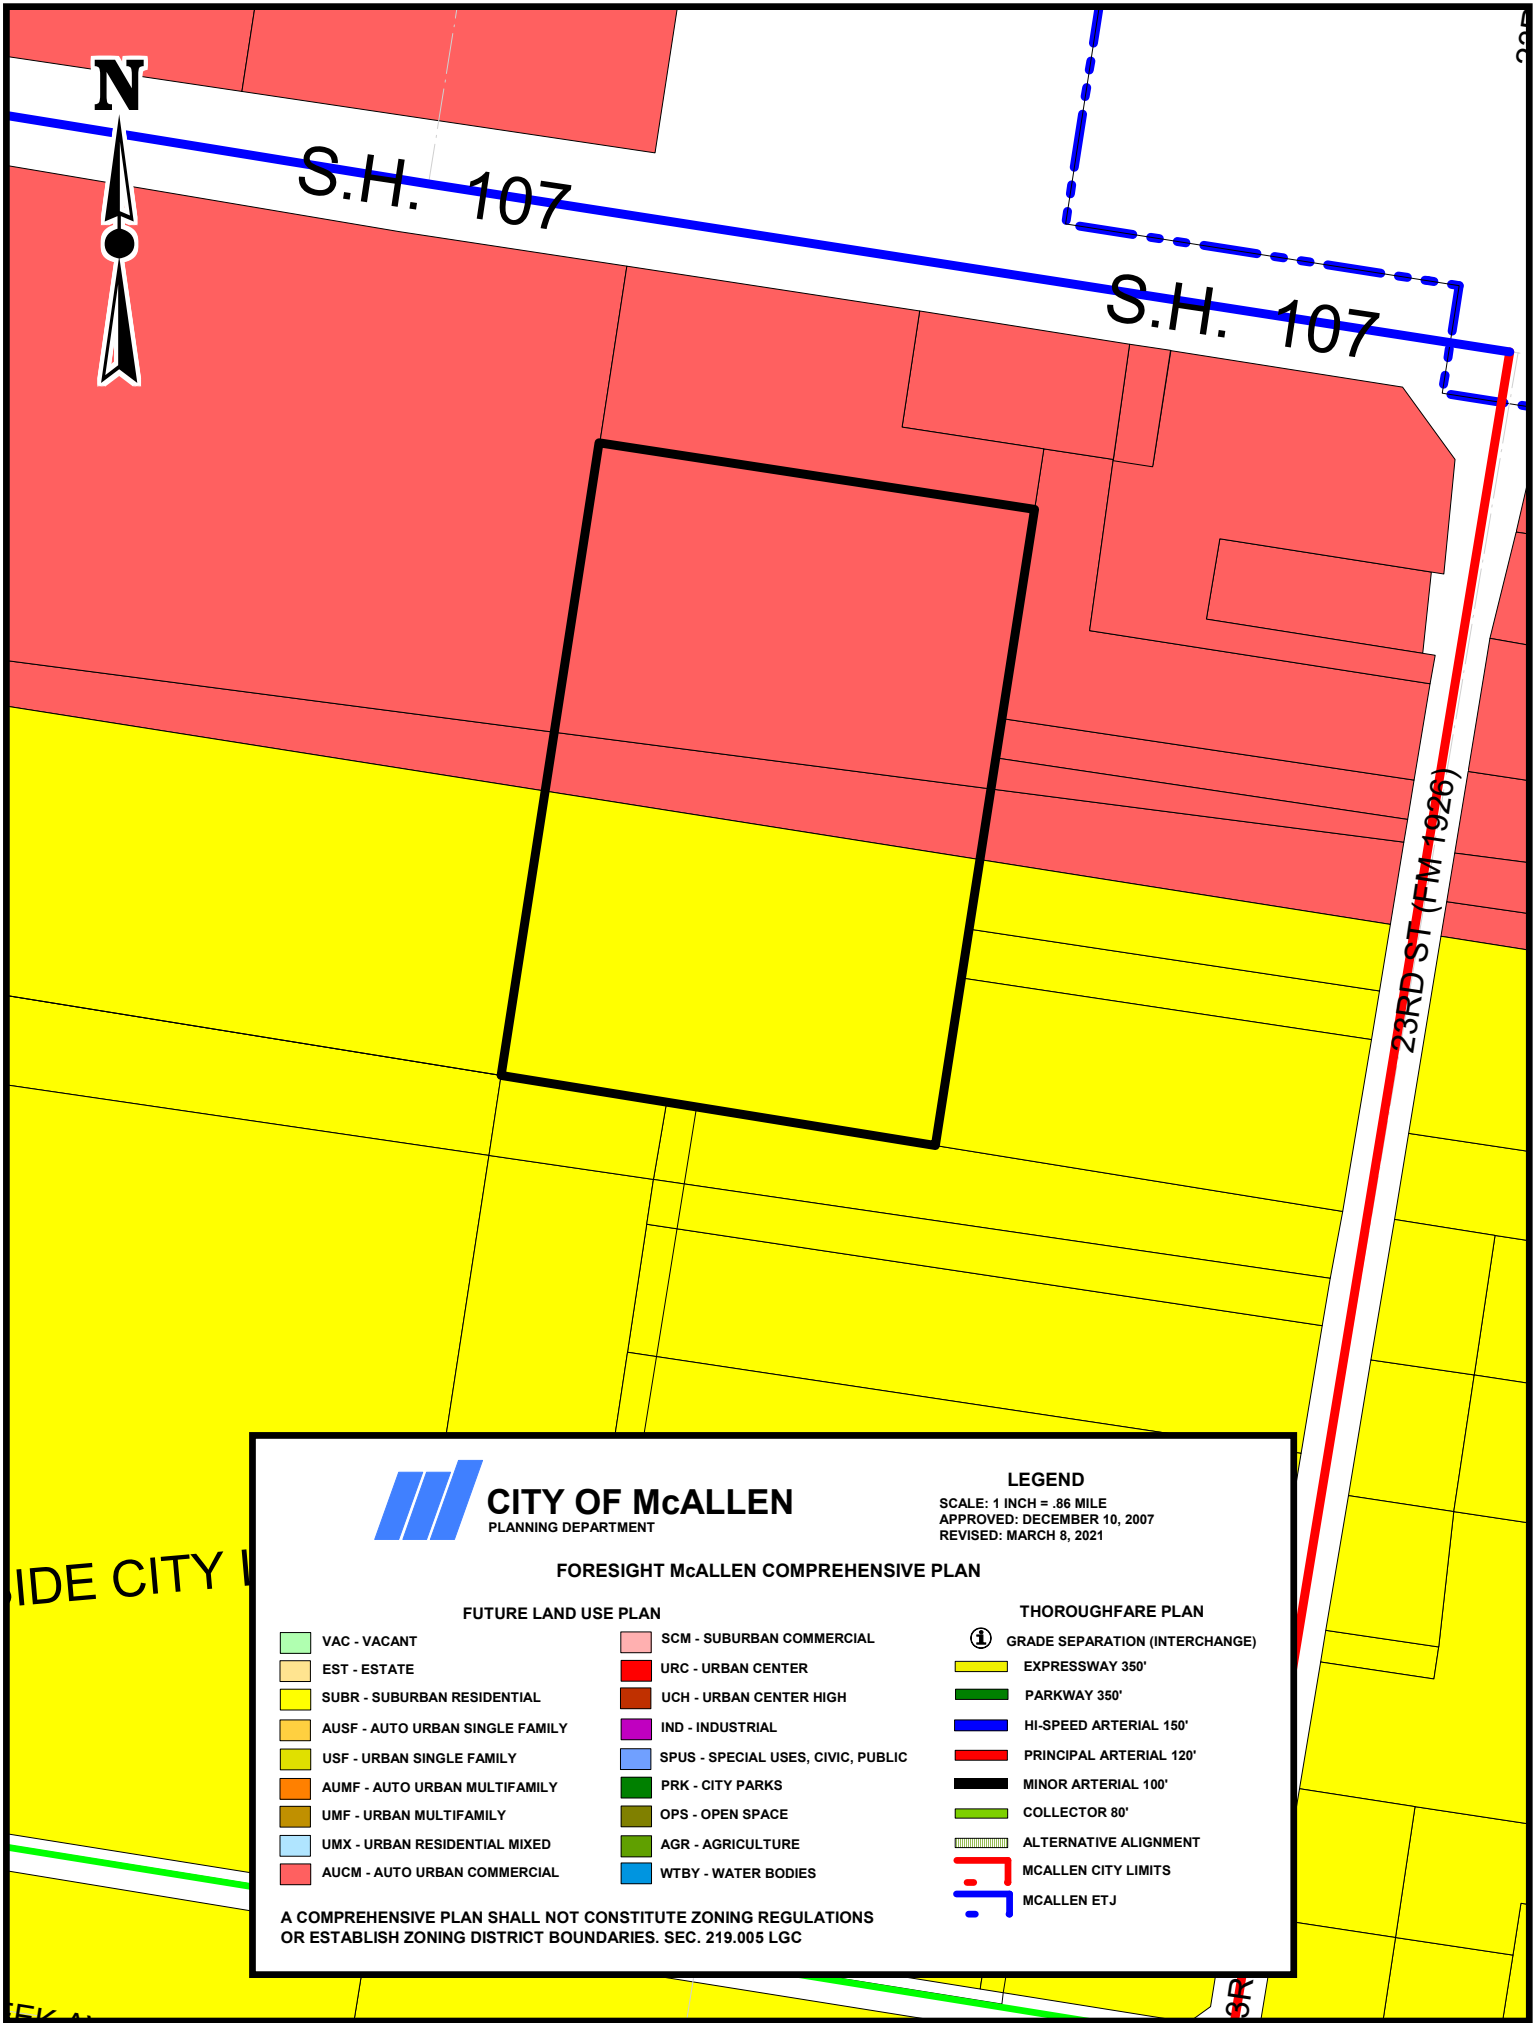 N
S.H. 107
S.H. 107
23RD ST (FM 1926)
SIDE CITY
CITY OF McALLEN
PLANNING DEPARTMENT
LEGEND
SCALE: 1 INCH = .86 MILE
APPROVED: DECEMBER 10, 2007
REVISED: MARCH 8, 2021
FORESIGHT McALLEN COMPREHENSIVE PLAN
FUTURE LAND USE PLAN
VAC - VACANT
EST - ESTATE
SUBR - SUBURBAN RESIDENTIAL
AUSF - AUTO URBAN SINGLE FAMILY
USF - URBAN SINGLE FAMILY
AUMF - AUTO URBAN MULTIFAMILY
UMF - URBAN MULTIFAMILY
UMX - URBAN RESIDENTIAL MIXED
AUCM - AUTO URBAN COMMERCIAL
SCM - SUBURBAN COMMERCIAL
URC - URBAN CENTER
UCH - URBAN CENTER HIGH
IND - INDUSTRIAL
SPUS - SPECIAL USES, CIVIC, PUBLIC
PRK - CITY PARKS
OPS - OPEN SPACE
AGR - AGRICULTURE
WTBY - WATER BODIES
THOROUGHFARE PLAN
GRADE SEPARATION (INTERCHANGE)
EXPRESSWAY 350'
PARKWAY 350'
HI-SPEED ARTERIAL 150'
PRINCIPAL ARTERIAL 120'
MINOR ARTERIAL 100'
COLLECTOR 80'
ALTERNATIVE ALIGNMENT
MCALLEN CITY LIMITS
MCALLEN ETJ
A COMPREHENSIVE PLAN SHALL NOT CONSTITUTE ZONING REGULATIONS
OR ESTABLISH ZONING DISTRICT BOUNDARIES. SEC. 219.005 LGC